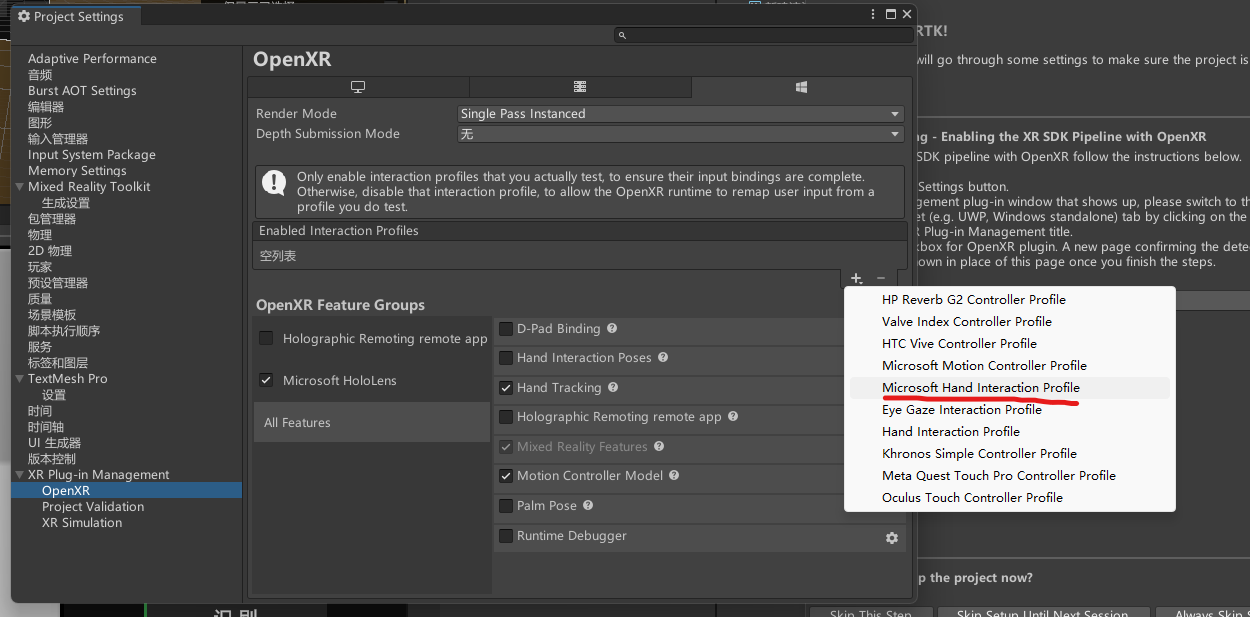 Project Settings
RTK!
Adaptive Performance
音频
Burst AOT Settings
编辑器
图形
输入管理器
Input System Package
Memory Settings
Mixed Reality Toolkit
生成设置
包管理器
物理
2D 物理
玩家
预设管理器
质量
场景模板
脚本执行顺序
服务
标签和图层
TextMesh Pro
设置
时间
时间轴
UI 生成器
版本控制
XR Plug-in Management
OpenXR
Project Validation
XR Simulation
OpenXR
Render Mode
Single Pass Instanced
Depth Submission Mode
无
Only enable interaction profiles that you actually test, to ensure their input bindings are complete.
Otherwise, disable that interaction profile, to allow the OpenXR runtime to remap user input from a
profile you do test.
Enabled Interaction Profiles
空列表
OpenXR Feature Groups
Holographic Remoting remote app
Microsoft HoloLens
All Features
D-Pad Binding
Hand Interaction Poses
Hand Tracking
Holographic Remoting remote app
Mixed Reality Features
Motion Controller Model
Palm Pose
Runtime Debugger
HP Reverb G2 Controller Profile
Valve Index Controller Profile
HTC Vive Controller Profile
Microsoft Motion Controller Profile
Microsoft Hand Interaction Profile
Eye Gaze Interaction Profile
Hand Interaction Profile
Khronos Simple Controller Profile
Meta Quest Touch Pro Controller Profile
Oculus Touch Controller Profile
will go through some settings to make sure the project is
- Enabling the XR SDK Pipeline with OpenXR
SDK pipeline with OpenXR follow the instructions below.
Settings button.
plug-in window that shows up, please switch to th
(e.g. UWP, Windows standalone) tab by clicking on the
Plug-in Management title.
for OpenXR plugin. A new page confirming the dete
in place of this page once you finish the steps.
the project now?
Skip This Step
Skip Setup Until Next Session
Always Skip S
识别